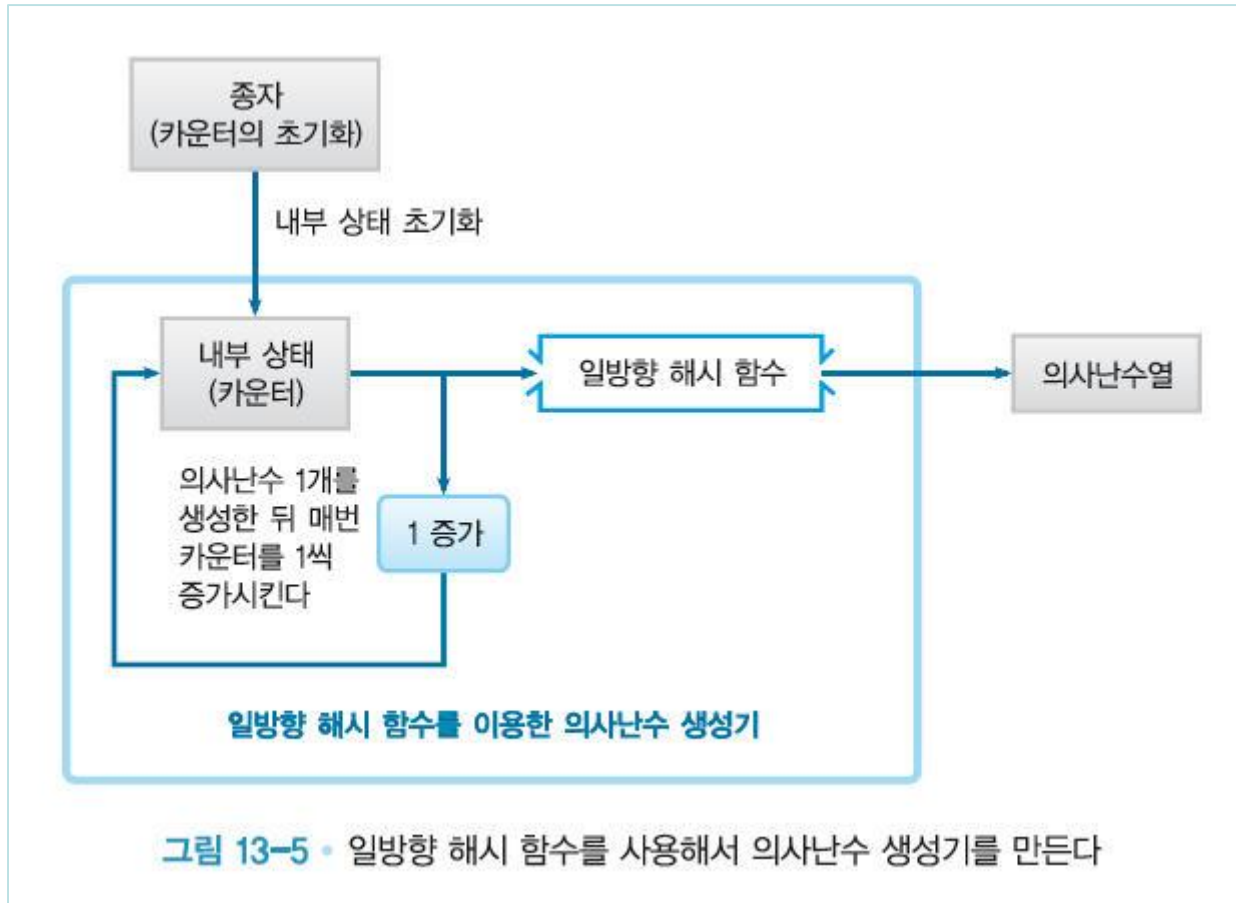 종자
(카운터의 초기화)
내부 상태 초기화
내부 상태
(카운터)
일방향 해시 함수
의사난수열
의사난수 1개를
생성한 뒤 매번
카운터를 1씩
증가시킨다
1 증가
일방향 해시 함수를 이용한 의사난수 생성기
그림 13-5 • 일방향 해시 함수를 사용해서 의사난수 생성기를 만든다